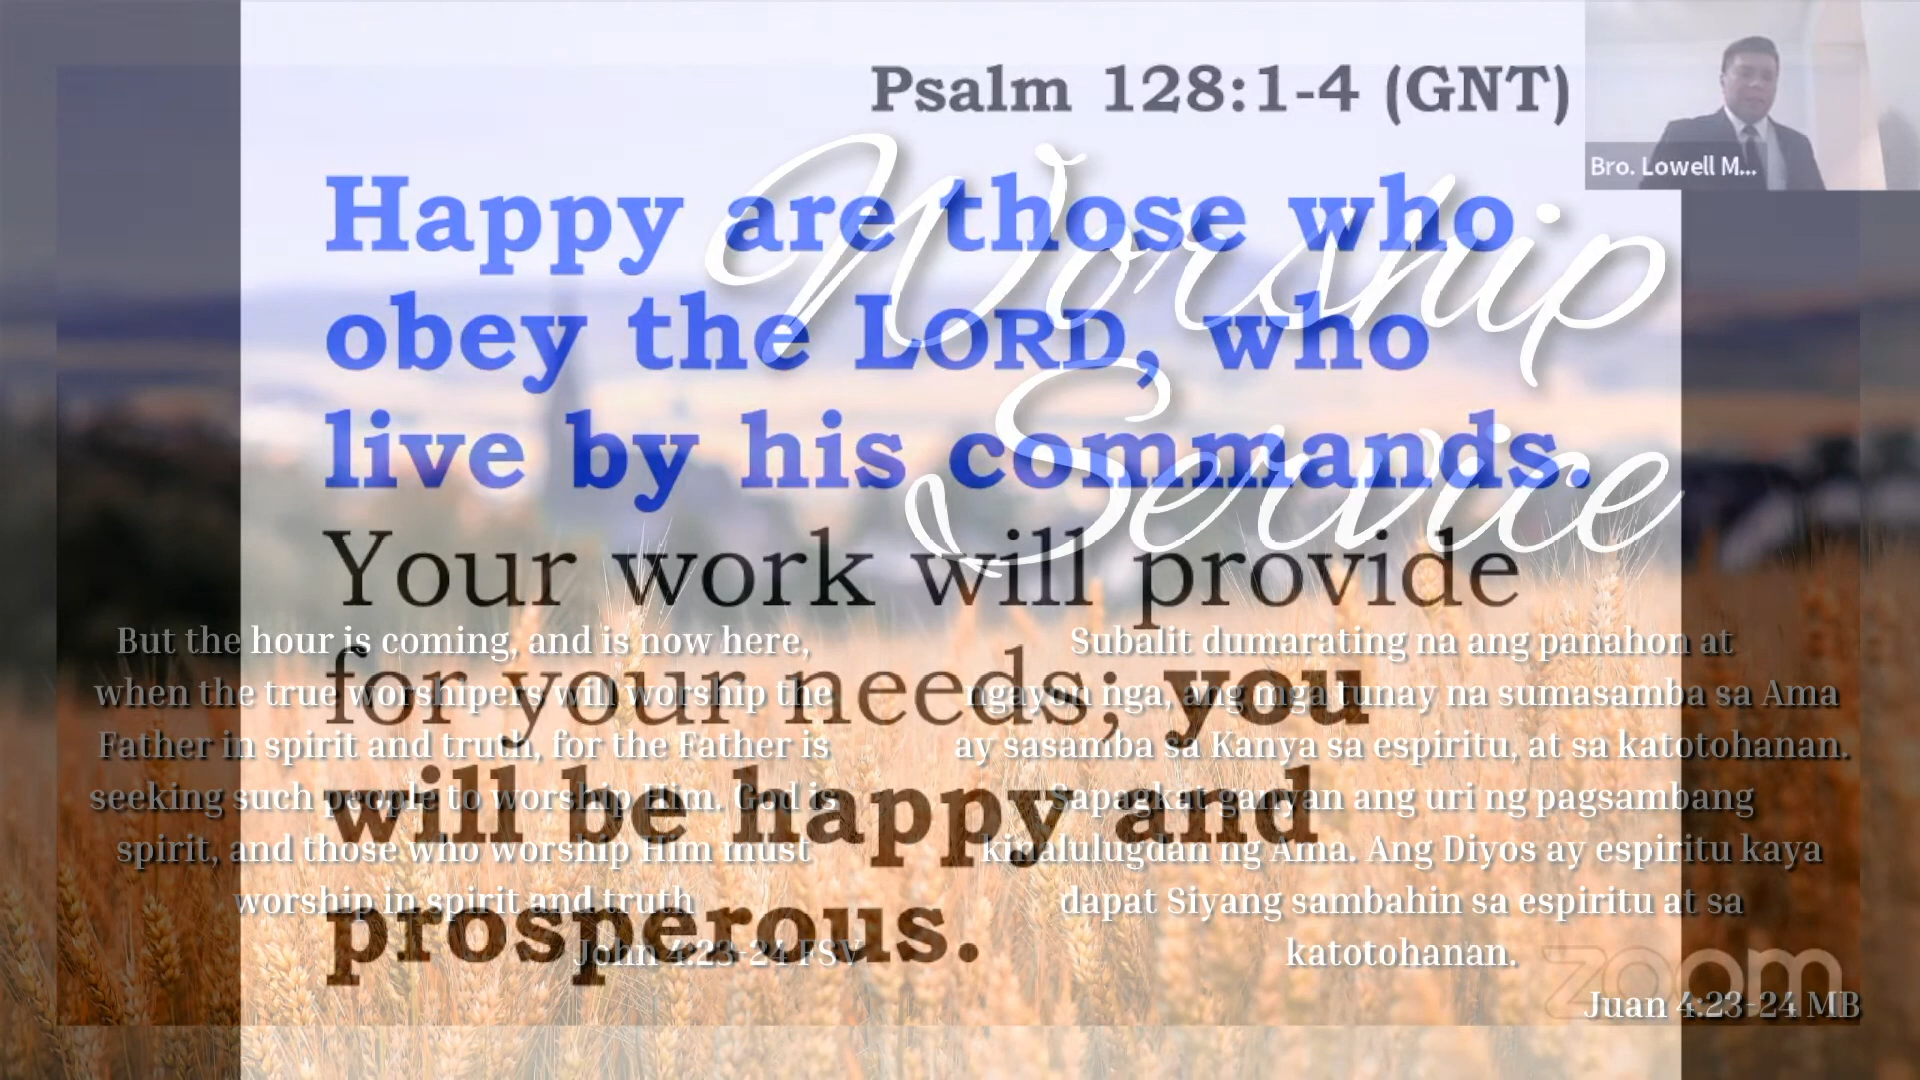 Psalm 128:1-4 (GNT)
Bro. Lowell M...
Happy are those who
obey the LORD, who
live by his commands.
Your work will provide
for your needs; you
will be happy and
prosperous.
Worship
Service
But the hour is coming, and is now here,
when the true worshipers will worship the
Father in spirit and truth, for the Father is
seeking such people to worship Him. God is
spirit, and those who worship Him must
worship in spirit and truth
John 4:23-24 FSV
Subalit dumarating na ang panahon at
ngayon nga, ang mga tunay na sumasamba sa Ama
ay sasamba sa Kanya sa espiritu, at sa katotohanan.
Sapagkat ganyan ang uri ng pagsambang
kinalulugdan ng Ama. Ang Diyos ay espiritu kaya
dapat Siyang sambahin sa espiritu at sa
katotohanan.
Juan 4:23-24 MB
zoom